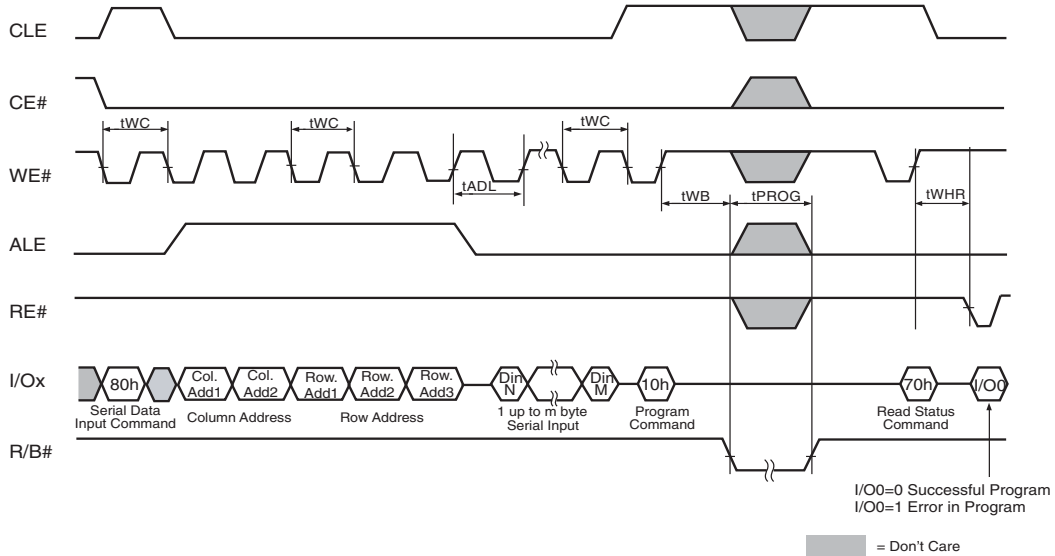 CLE
CE#
tWC
tWC
tWC
WE#
tADL
tWB
tPROG
tWHR
ALE
RE#
I/Ox
80h
Col.
Add1
Col.
Add2
Row.
Add1
Row.
Add2
Row.
Add3
Din
N
Din
M
10h
70h
I/O0
Serial Data
Input Command
Column Address
Row Address
1 up to m byte
Serial Input
Program
Command
Read Status
Command
R/B#
I/O0=0 Successful Program
I/O0=1 Error in Program
= Don't Care